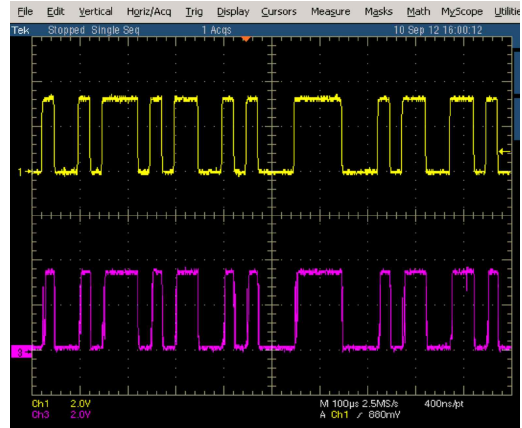 File Edit Vertical Horiz/Acq Trig Display Cursors Measure Masks Math MyScope Utilitie
Tek Stopped Single Seq 1 Acqs 10 Sep 12 16:00:12
1
3
Ch1 2.0V M 100µs 2.5MS/s 400ns/pt
Ch3 2.0V A Ch1 ⁄ 880mV